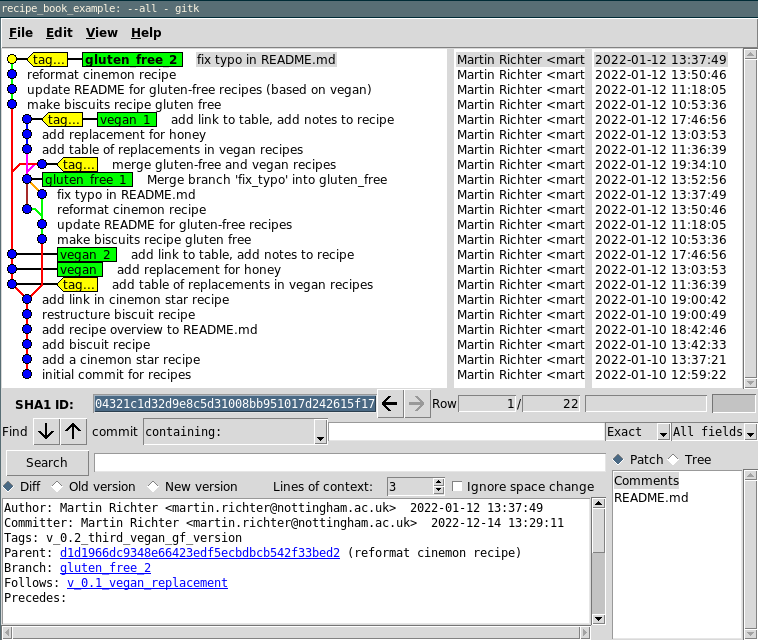 recipe_book_example: --all - gitk
File Edit View Help
tag... gluten_free_2 fix typo in README.md Martin Richter <mart 2022-01-12 13:37:49
reformat cinemon recipe Martin Richter <mart 2022-01-12 13:50:46
update README for gluten-free recipes (based on vegan) Martin Richter <mart 2022-01-12 11:18:05
make biscuits recipe gluten free Martin Richter <mart 2022-01-12 10:53:36
tag... vegan_1 add link to table, add notes to recipe Martin Richter <mart 2022-01-12 17:46:56
add replacement for honey Martin Richter <mart 2022-01-12 13:03:53
add table of replacements in vegan recipes Martin Richter <mart 2022-01-12 11:36:39
tag... merge gluten-free and vegan recipes Martin Richter <mart 2022-01-12 19:34:10
gluten_free_1 Merge branch 'fix_typo' into gluten_free Martin Richter <mart 2022-01-12 13:52:56
fix typo in README.md Martin Richter <mart 2022-01-12 13:37:49
reformat cinemon recipe Martin Richter <mart 2022-01-12 13:50:46
update README for gluten-free recipes Martin Richter <mart 2022-01-12 11:18:05
make biscuits recipe gluten free Martin Richter <mart 2022-01-12 10:53:36
vegan_2 add link to table, add notes to recipe Martin Richter <mart 2022-01-12 17:46:56
vegan add replacement for honey Martin Richter <mart 2022-01-12 13:03:53
tag... add table of replacements in vegan recipes Martin Richter <mart 2022-01-12 11:36:39
add link in cinemon star recipe Martin Richter <mart 2022-01-10 19:00:42
restructure biscuit recipe Martin Richter <mart 2022-01-10 19:00:49
add recipe overview to README.md Martin Richter <mart 2022-01-10 18:42:46
add biscuit recipe Martin Richter <mart 2022-01-10 13:42:33
add a cinemon star recipe Martin Richter <mart 2022-01-10 13:37:21
initial commit for recipes Martin Richter <mart 2022-01-10 12:59:22
SHA1 ID: 04321c1d32d9e8c5d31008bb951017d242615f17 Row 1 / 22
Find commit containing: Exact All fields
Search Patch Tree
Diff Old version New version Lines of context: 3 Ignore space change
Comments
README.md
Author: Martin Richter <martin.richter@nottingham.ac.uk> 2022-01-12 13:37:49
Committer: Martin Richter <martin.richter@nottingham.ac.uk> 2022-12-14 13:29:11
Tags: v_0.2_third_vegan_gf_version
Parent: d1d1966dc9348e66423edf5ecbdbcb542f33bed2 (reformat cinemon recipe)
Branch: gluten_free_2
Follows: v_0.1_vegan_replacement
Precedes: